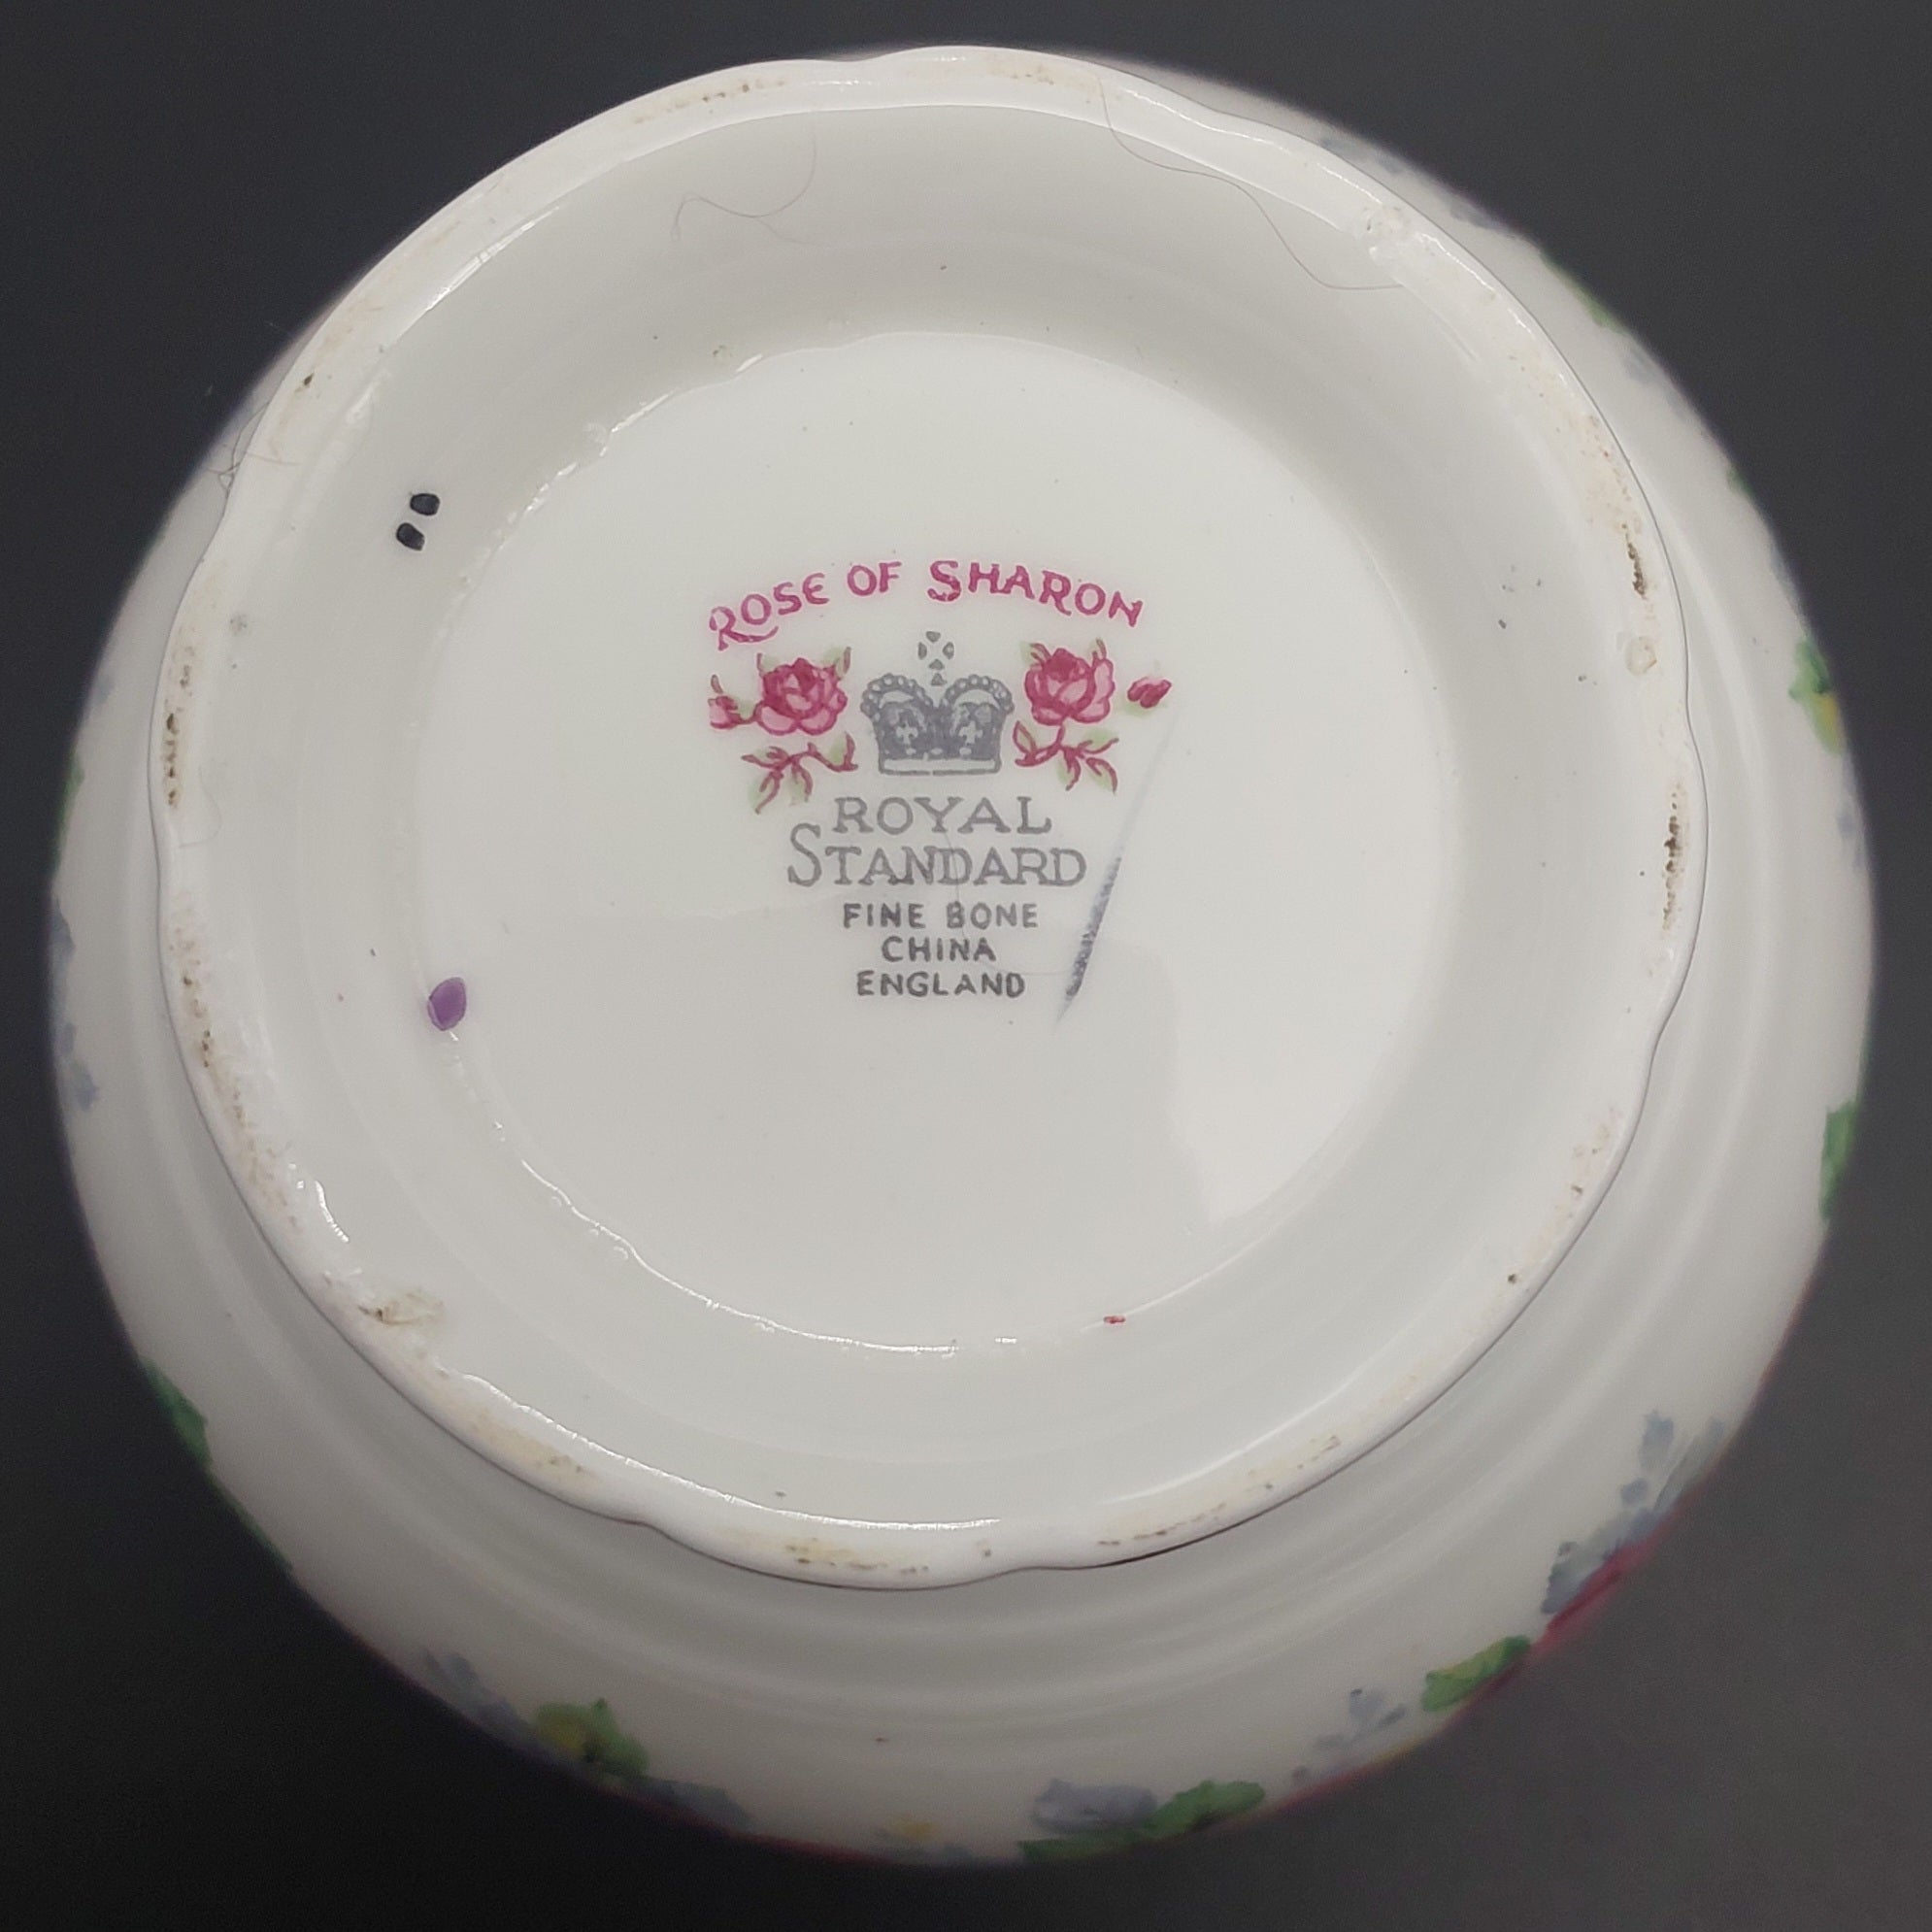 ROSE OF SHARON
ROYAL
STANDARD
FINE BONE
CHINA
ENGLAND